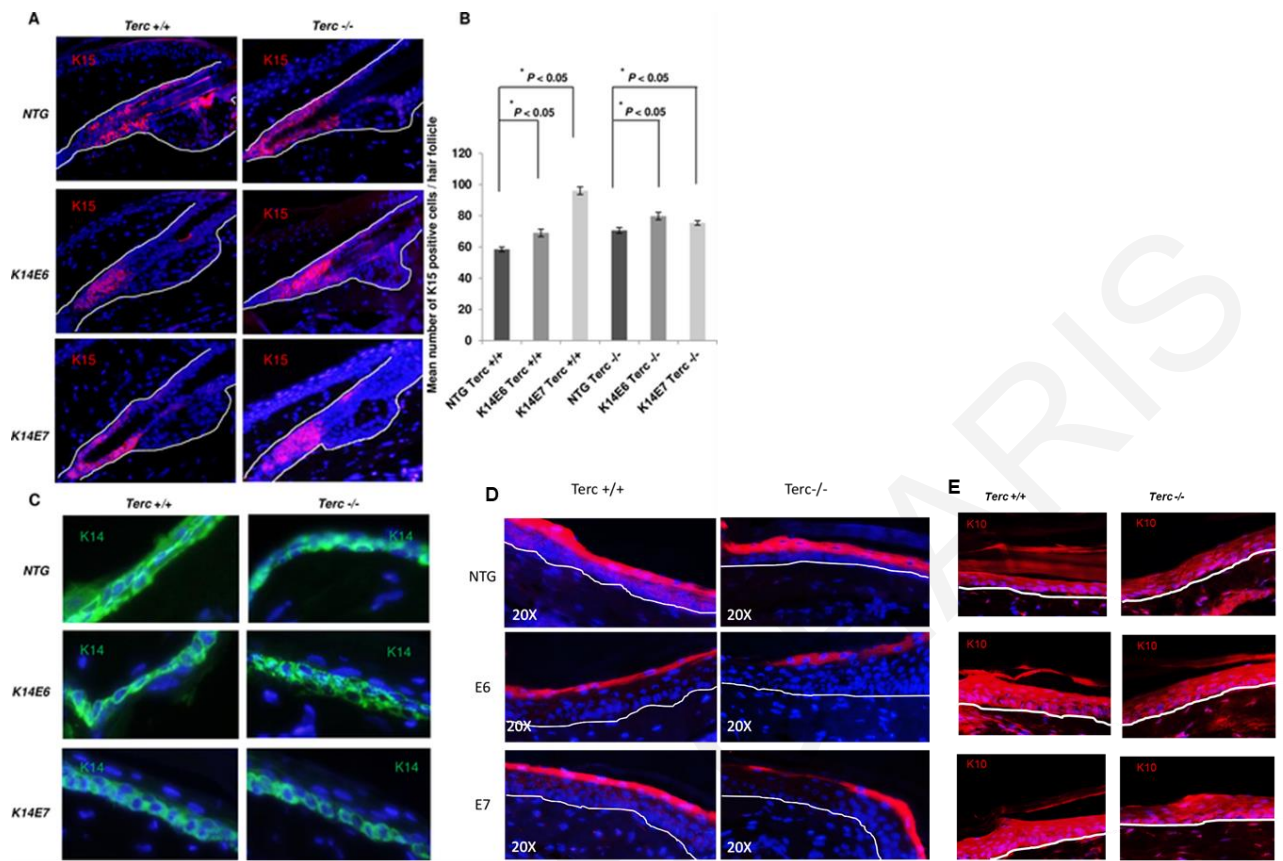 A
Terc +/+
Terc -/-
NTG
K15
K15
K14E6
K15
K15
K14E7
K15
K15
B
* P < 0.05
* P < 0.05
* P < 0.05
* P < 0.05
Mean number of K15 positive cells / hair follicle
120
100
80
60
40
20
0
NTG Terc +/+
K14E6 Terc +/+
K14E7 Terc +/+
NTG Terc -/-
K14E6 Terc -/-
K14E7 Terc -/-
C
Terc +/+
Terc -/-
NTG
K14
K14
K14E6
K14
K14
K14E7
K14
K14
D
Terc +/+
Terc-/-
NTG
20X
20X
E6
20X
20X
E7
20X
20X
E
Terc +/+
Terc -/-
K10
K10
K10
K10
K10
K10
ARIS